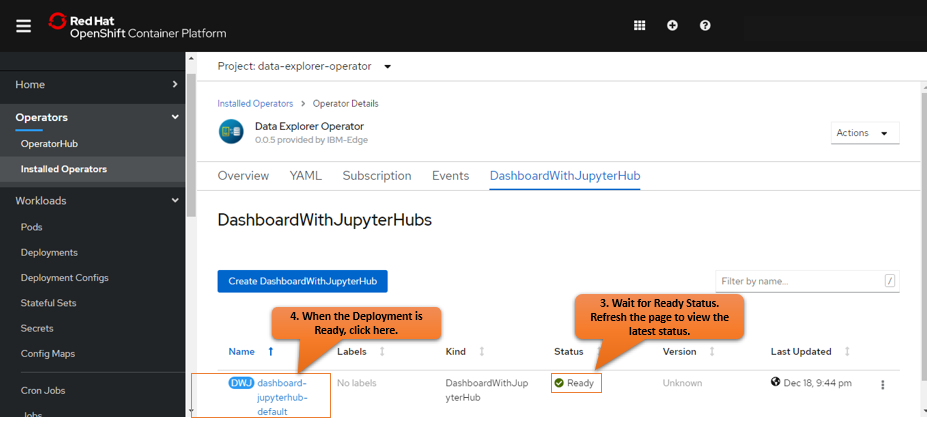 Red Hat
OpenShift Container Platform
Home
Operators
OperatorHub
Installed Operators
Workloads
Pods
Deployments
Deployment Configs
Stateful Sets
Secrets
Config Maps
Cron Jobs
Jobs
Project: data-explorer-operator
Installed Operators > Operator Details
Data Explorer Operator
0.0.5 provided by IBM-Edge
Actions
Overview YAML Subscription Events DashboardWithJupyterHub
DashboardWithJupyterHubs
Create DashboardWithJupyterHub
Filter by name...
/
4. When the Deployment is
Ready, click here.
3. Wait for Ready Status.
Refresh the page to view the
latest status.
Name Labels Kind Status Version Last Updated
DWJ dashboard-
jupyterhub-
default
No labels
DashboardWithJup
yterHub
Ready
Unknown
Dec 18, 9:44 pm